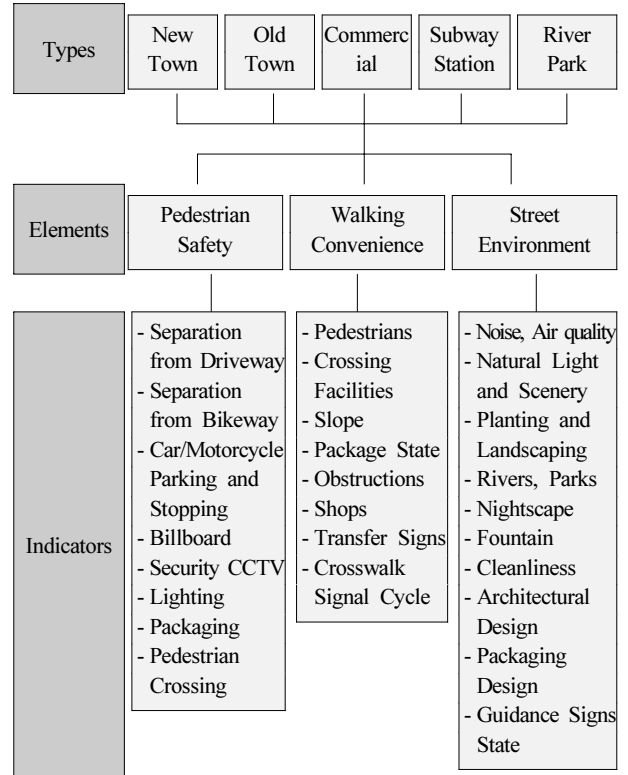 Types
New
Town
Old
Town
Commerc
ial
Subway
Station
River
Park
Elements
Pedestrian
Safety
Walking
Convenience
Street
Environment
Indicators
- Separation
from Driveway
- Separation
from Bikeway
- Car/Motorcycle
Parking and
Stopping
- Billboard
- Security CCTV
- Lighting
- Packaging
- Pedestrian
Crossing
- Pedestrians
- Crossing
Facilities
- Slope
- Package State
- Obstructions
- Shops
- Transfer Signs
- Crosswalk
Signal Cycle
- Noise, Air quality
- Natural Light
and Scenery
- Planting and
Landscaping
- Rivers, Parks
- Nightscape
- Fountain
- Cleanliness
- Architectural
Design
- Packaging
Design
- Guidance Signs
State